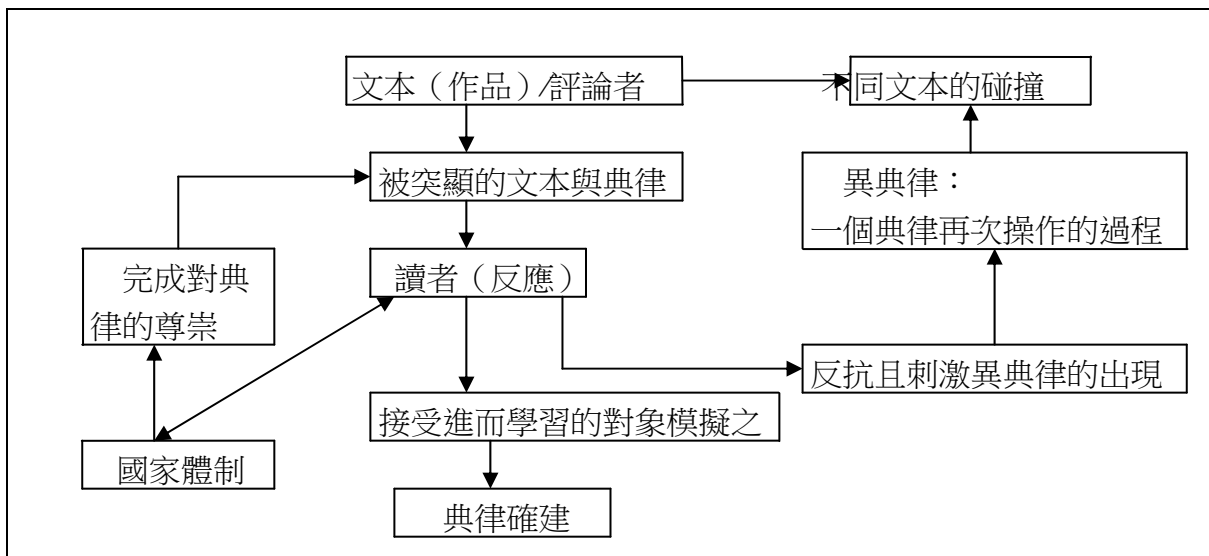 文本（作品）/評論者
不同文本的碰撞
被突顯的文本與典律
異典律：
一個典律再次操作的過程
完成對典
律的尊崇
讀者（反應）
反抗且刺激異典律的出現
接受進而學習的對象模擬之
國家體制
典律確建